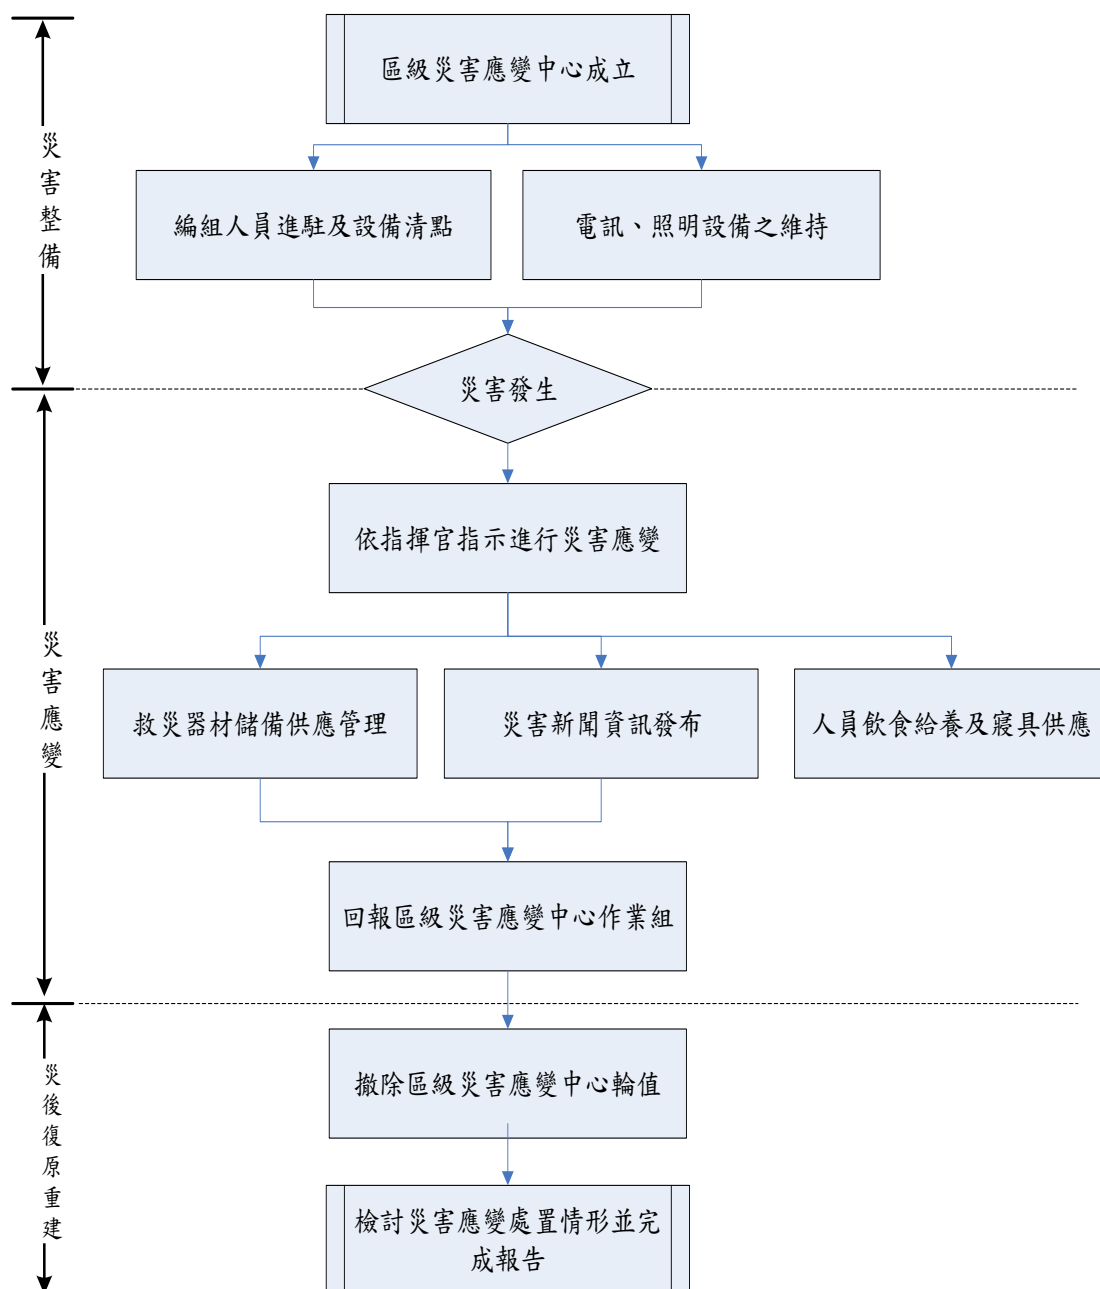 區級災害應變中心成立
災害整備
編組人員進駐及設備清點
電訊、照明設備之維持
災害發生
依指揮官指示進行災害應變
災害應變
救災器材儲備供應管理
災害新聞資訊發布
人員飲食給養及寢具供應
回報區級災害應變中心作業組
災後復原重建
撤除區級災害應變中心輪值
檢討災害應變處置情形並完
成報告